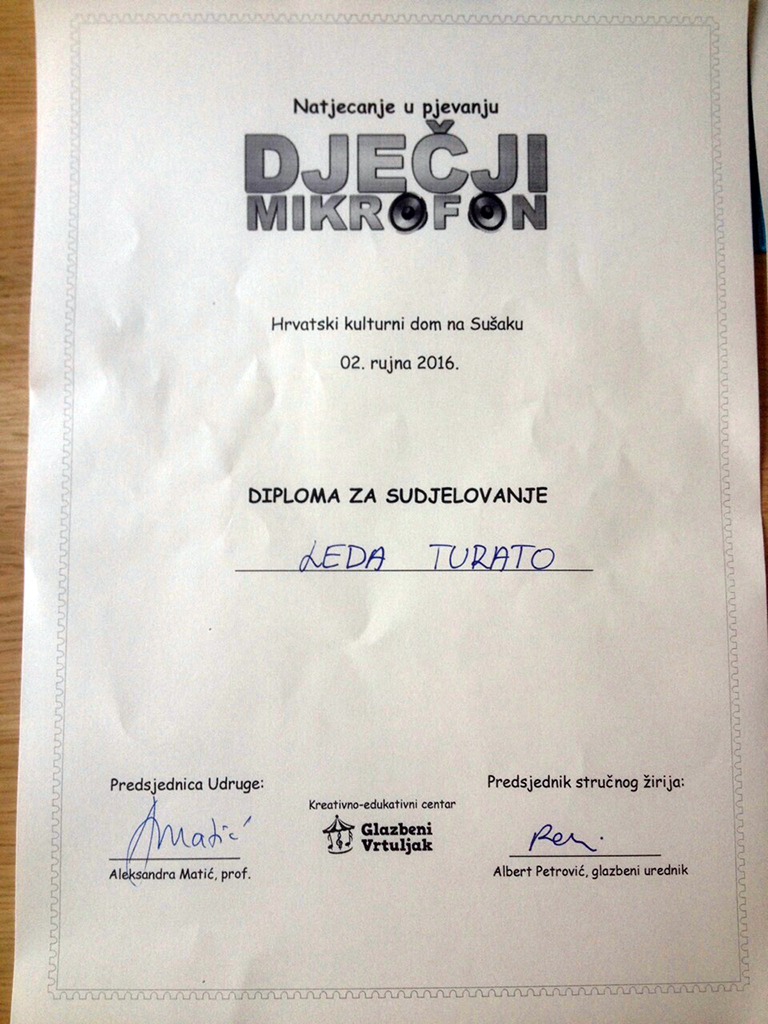 Natjecanje u pjevanju
DJEČJI
MIKROFON
Hrvatski kulturni dom na Sušaku
02. rujna 2016.
DIPLOMA ZA SUDJELOVANJE
LEDA TURATO
Predsjednica Udruge:
AMatić
Aleksandra Matić, prof.
Kreativno-edukativni centar
Glazbeni
Vrtuljak
Predsjednik stručnog žirija:
Albert Petrović, glazbeni urednik